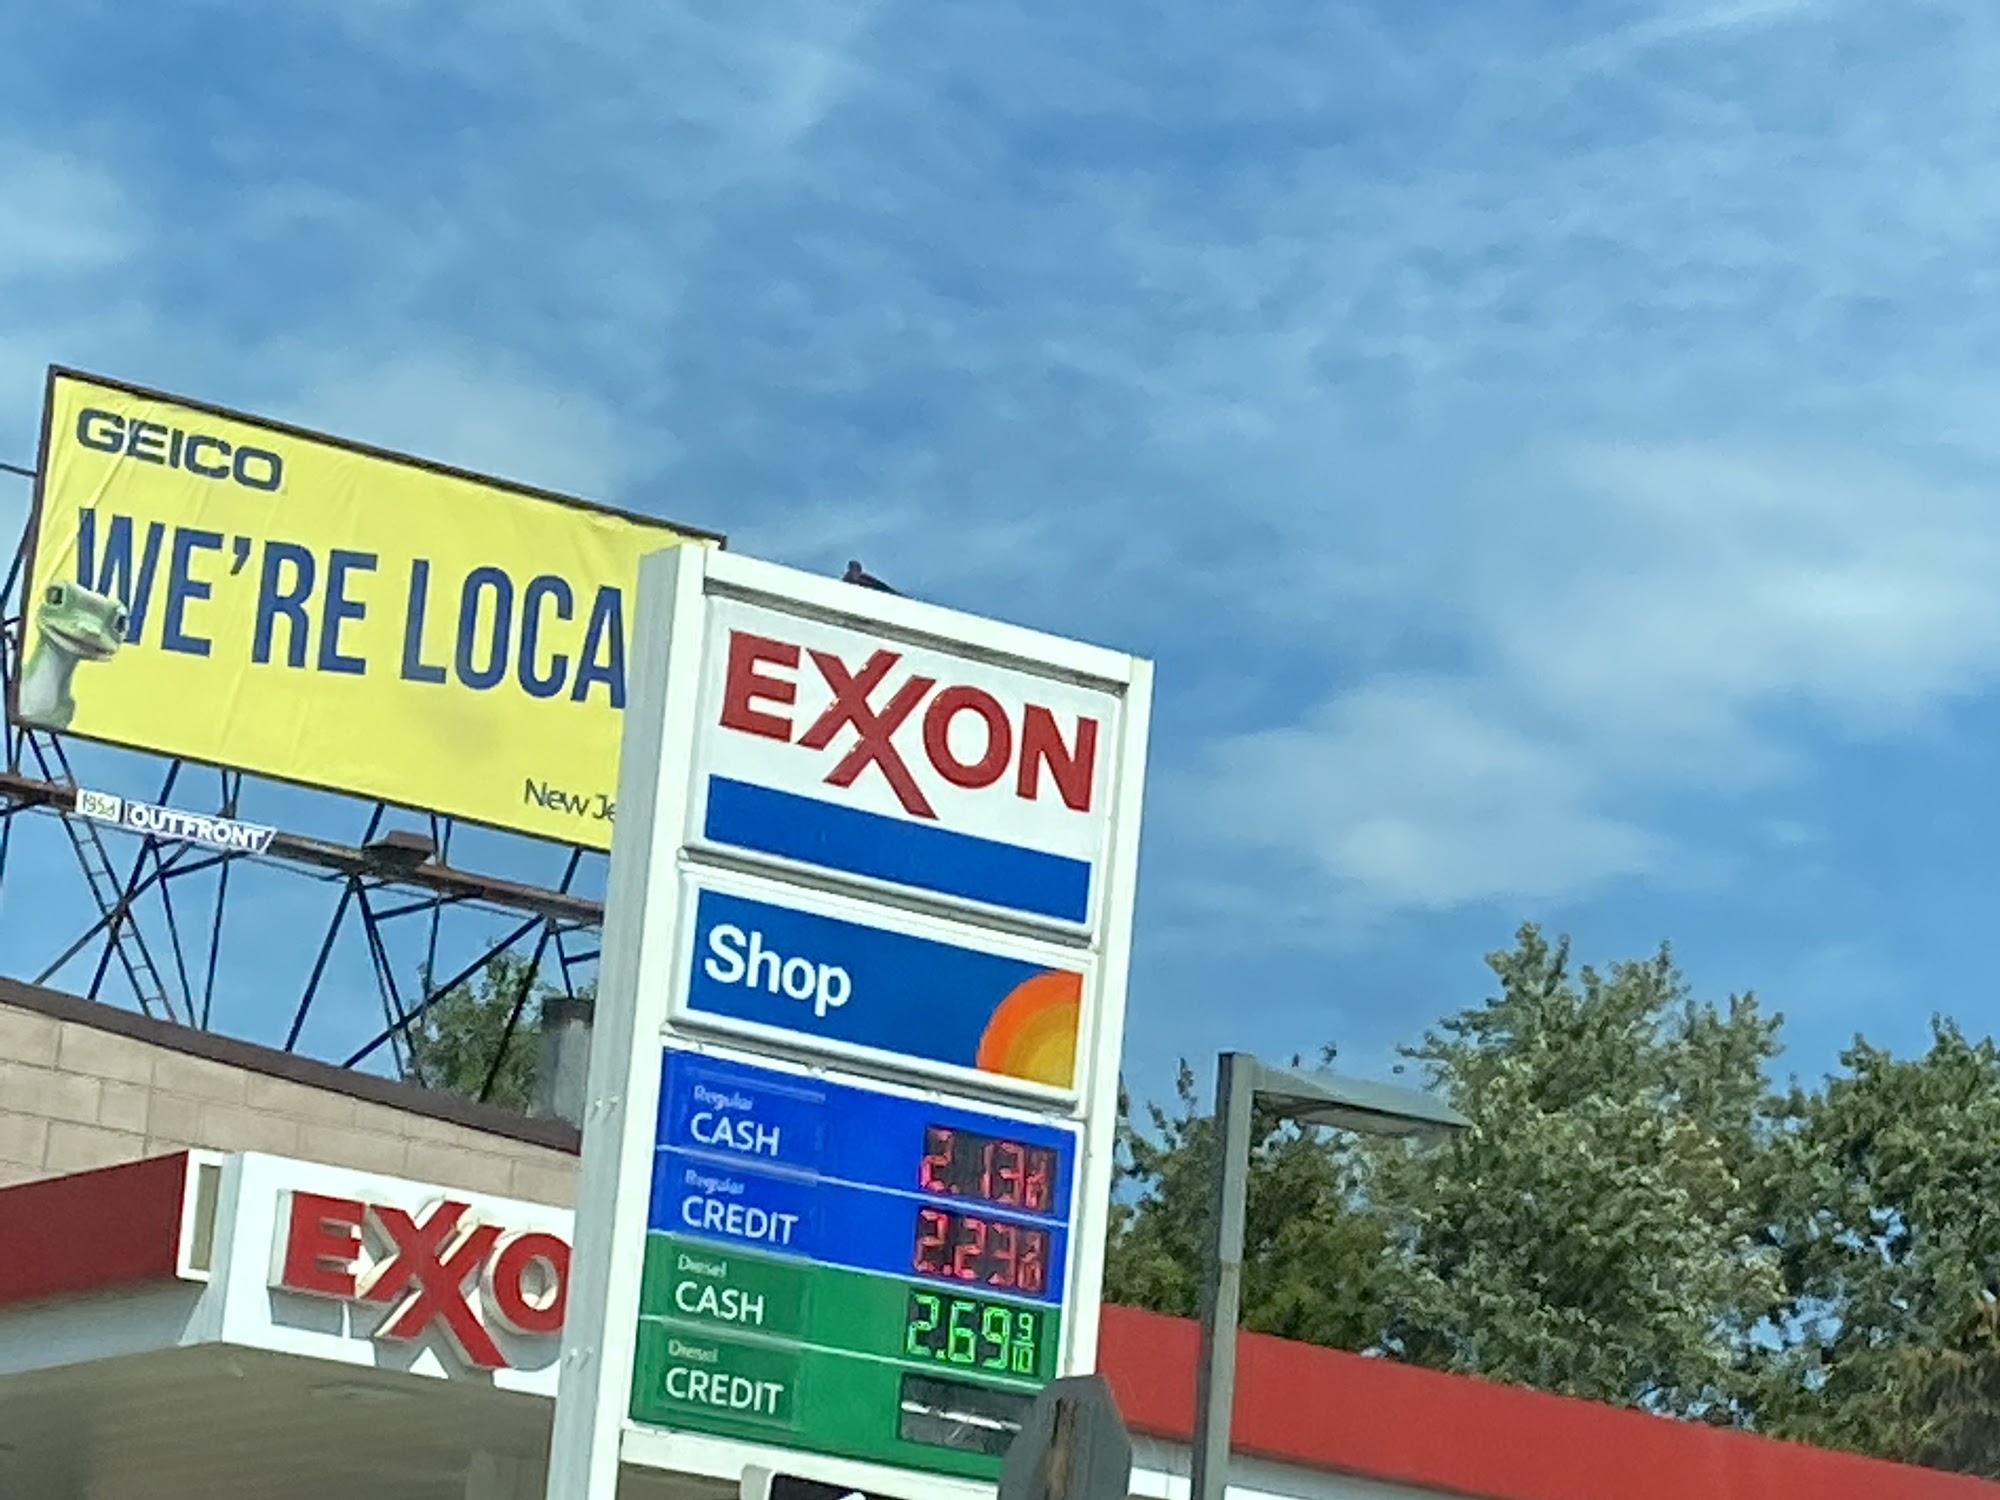 GEICO
WE'RE LOCA
New Je
195d OUTFRONT
EXXON
Shop
Regular
CASH 2.13
Regular
CREDIT 2.23
Diesel
CASH 2.69 9/10
Diesel
CREDIT
EXXO